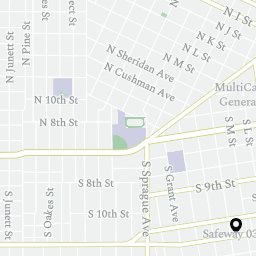 N J St
N I St
N K St
N L St
N M St
N Sheridan Ave
N Cushman Ave
N Junett St
N Pine St
N 10th St
N 8th St
MultiCa
General
S M St
S L St
S 8th St
S Sprague Ave
S Grant Ave
S 9th St
S Junett St
S Oakes St
S 10th St
Safeway 03